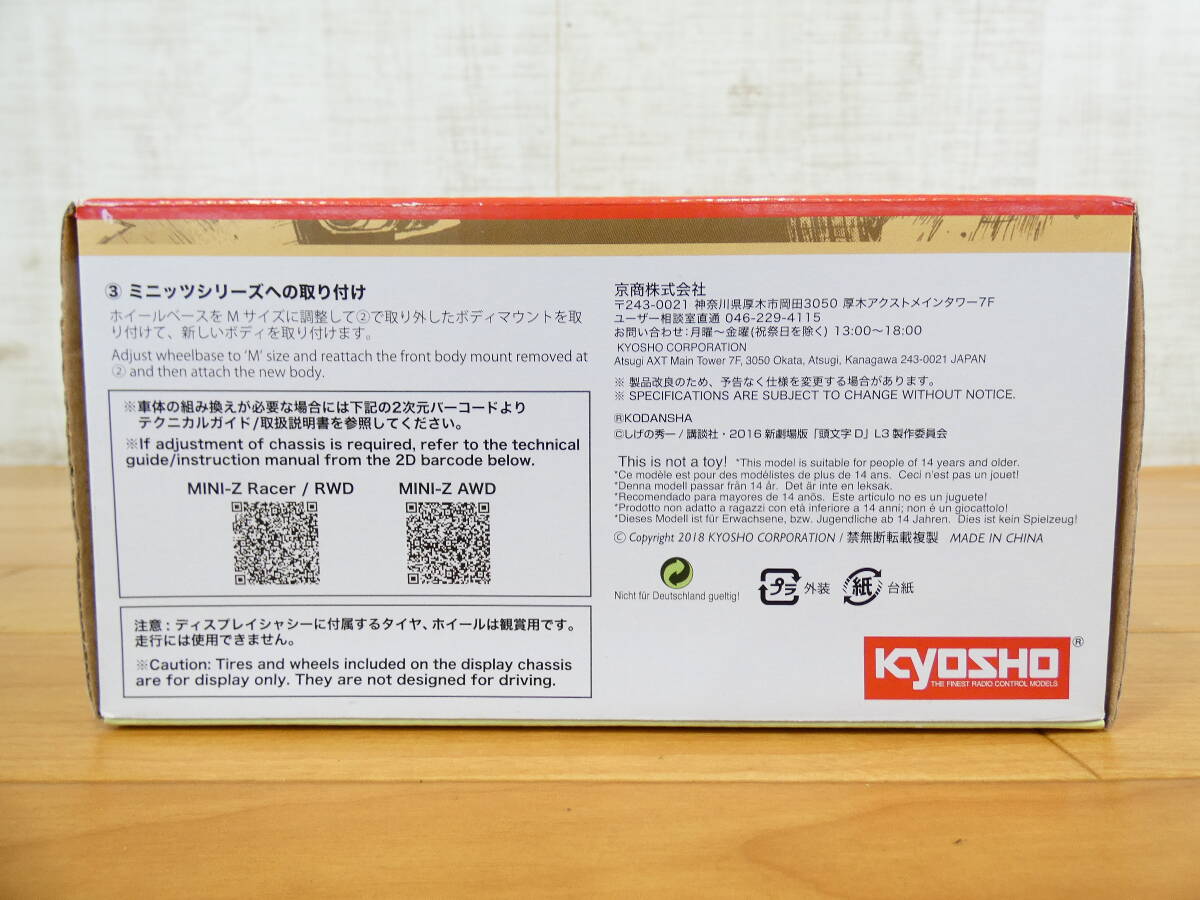 ③ ミニッツシリーズへの取り付け
ホイールベースを M サイズに調整して②で取り外したボディマウントを取
り付けて、新しいボディを取り付けます。
Adjust wheelbase to 'M' size and reattach the front body mount removed at
② and then attach the new body.
※車体の組み換えが必要な場合には下記の2次元バーコードより
テクニカルガイド/取扱説明書を参照してください。
※If adjustment of chassis is required, refer to the technical
guide/instruction manual from the 2D barcode below.
MINI-Z Racer / RWD MINI-Z AWD
注意 : ディスプレイシャシーに付属するタイヤ、ホイールは観賞用です。
走行には使用できません。
※Caution: Tires and wheels included on the display chassis
are for display only. They are not designed for driving.
京商株式会社
〒243-0021 神奈川県厚木市岡田3050 厚木アクストメインタワー7F
ユーザー相談室直通 046-229-4115
お問い合わせ : 月曜～金曜(祝祭日を除く) 13:00～18:00
KYOSHO CORPORATION
Atsugi AXT Main Tower 7F, 3050 Okata, Atsugi, Kanagawa 243-0021 JAPAN
※ 製品改良のため、予告なく仕様を変更する場合があります。
※ SPECIFICATIONS ARE SUBJECT TO CHANGE WITHOUT NOTICE.
®KODANSHA
©しげの秀一 / 講談社・2016 新劇場版「頭文字D」L3 製作委員会
This is not a toy! *This model is suitable for people of 14 years and older.
*Ce modèle est pour des modélistes de plus de 14 ans. Ceci n'est pas un jouet!
*Denna modell passar från 14 år. Det är inte en leksak.
*Recomendado para mayores de 14 anōs. Este articulo no es un juguete!
*Prodotto non adatto a ragazzi con età inferiore a 14 anni; non é un giocattolo!
*Dieses Modell ist für Erwachsene, bzw. Jugendliche ab 14 Jahren. Dies ist kein Spielzeug!
© Copyright 2018 KYOSHO CORPORATION / 禁無断転載複製 MADE IN CHINA
Nicht für Deutschland gueltig! プラ 外装 紙 台紙
KYOSHO®
THE FINEST RADIO CONTROL MODELS